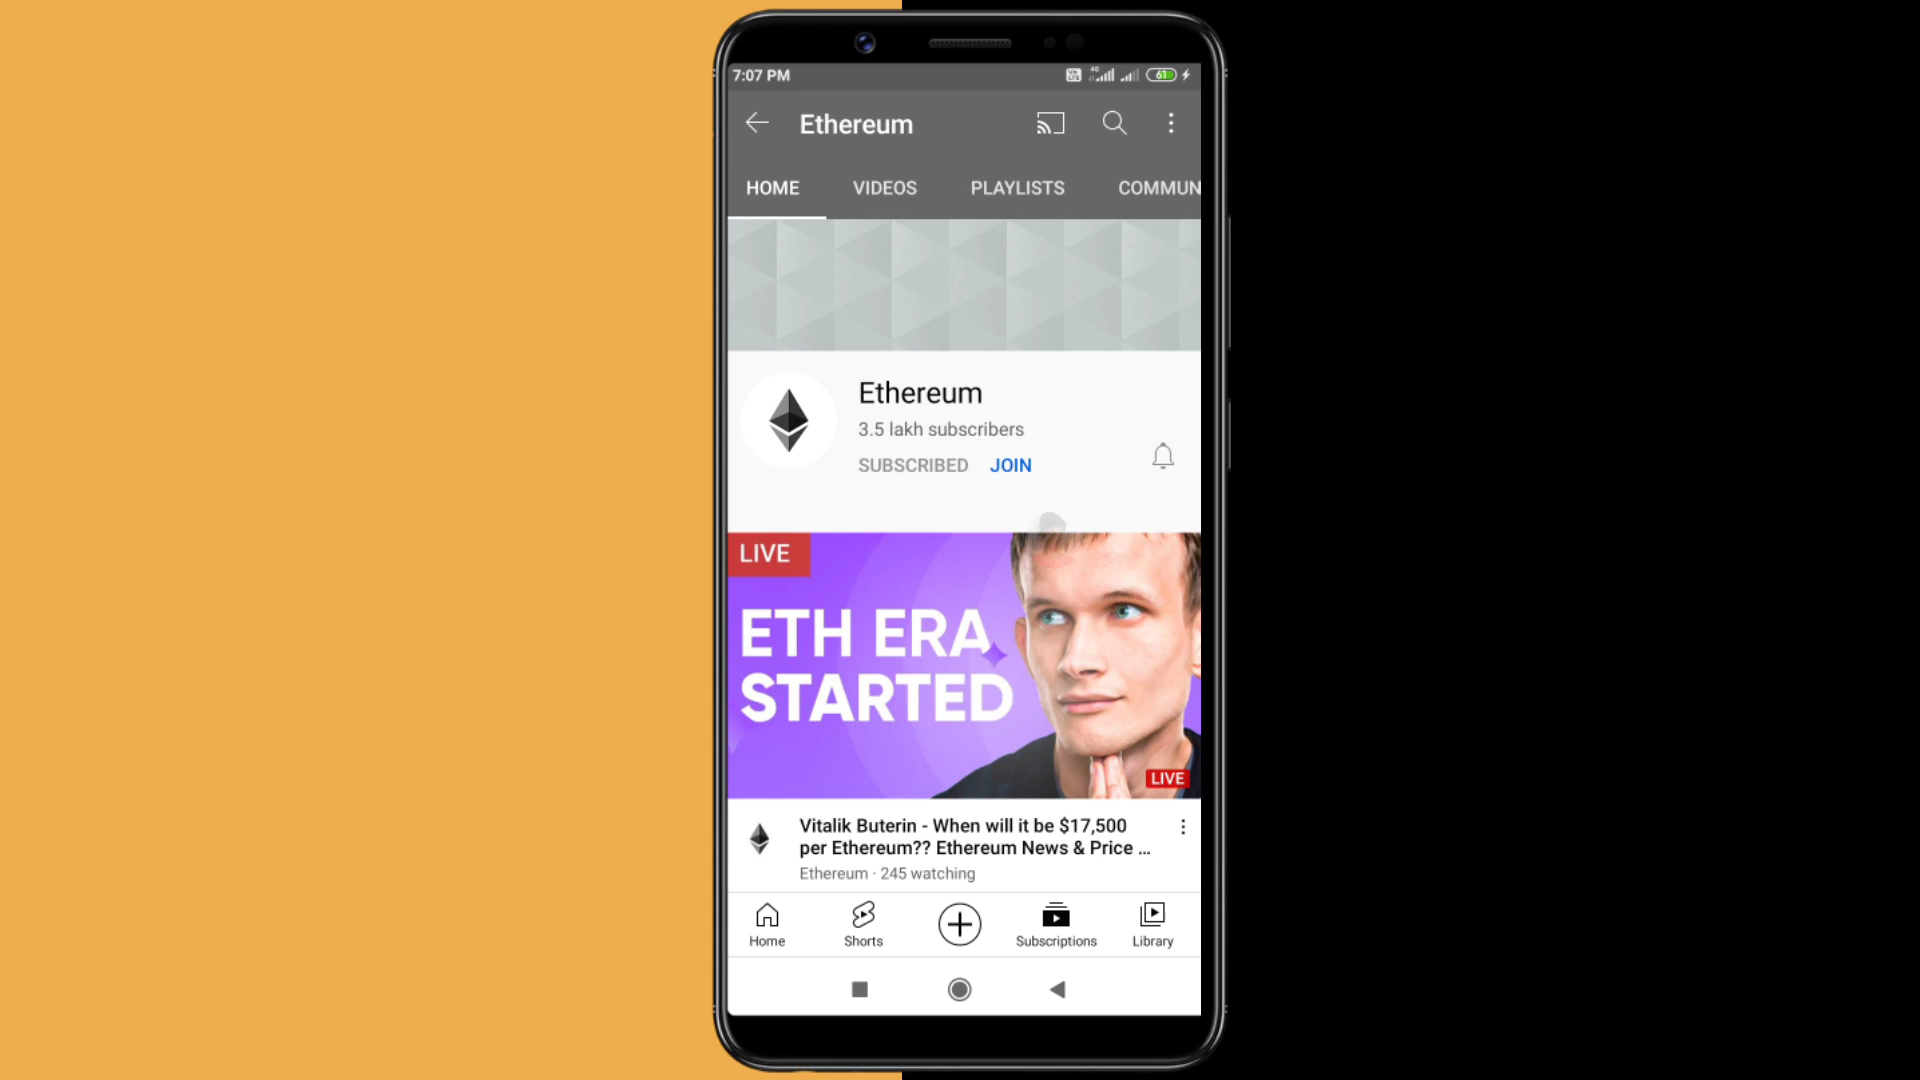 7:07 PM
4G
61
Ethereum
HOME VIDEOS PLAYLISTS COMMUN
Ethereum
3.5 lakh subscribers
SUBSCRIBED JOIN
LIVE
ETH ERA
STARTED
LIVE
Vitalik Buterin - When will it be $17,500
per Ethereum?? Ethereum News & Price ...
Ethereum · 245 watching
Home Shorts Subscriptions Library